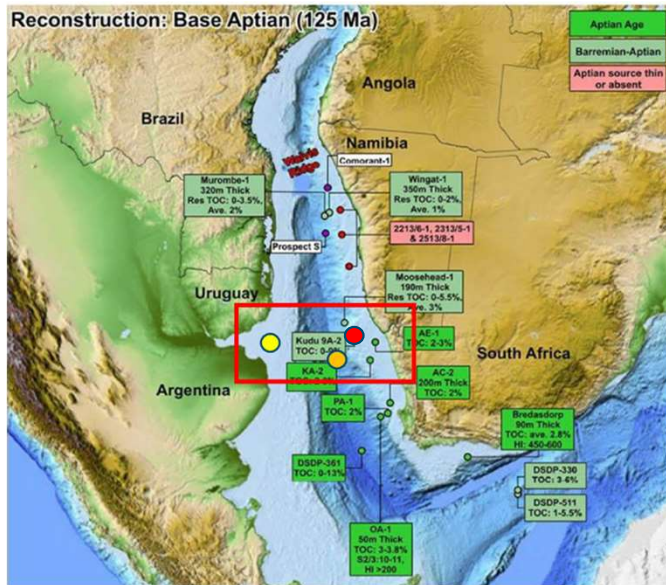 Reconstruction: Base Aptian (125 Ma)
Aptian Age
Barremian-Aptian
Aptian source thin
or absent
Angola
Brazil
Namibia
Walvis
Ridge
Comorant-1
Murombe-1
320m Thick
Res TOC: 0-3.5%,
Ave. 2%
Wingat-1
350m Thick
Res TOC: 0-2%,
Ave. 1%
2213/6-1, 2313/5-1
& 2513/8-1
Prospect S
Moosehead-1
190m Thick
Res TOC: 0-5.5%,
Ave. 3%
Uruguay
Kudu 9A-2
TOC: 0-
AE-1
TOC: 2-3%
South Africa
KA-2
Argentina
AC-2
200m Thick
TOC: 2%
PA-1
TOC: 2%
Bredasdorp
90m Thick
TOC: ave. 2.8%
HI: 450-600
DSDP-361
TOC: 0-13%
DSDP-330
TOC: 3-6%
DSDP-511
TOC: 1-5.5%
OA-1
50m Thick
TOC: 3-3.8%
S2/3:10-11,
HI >200